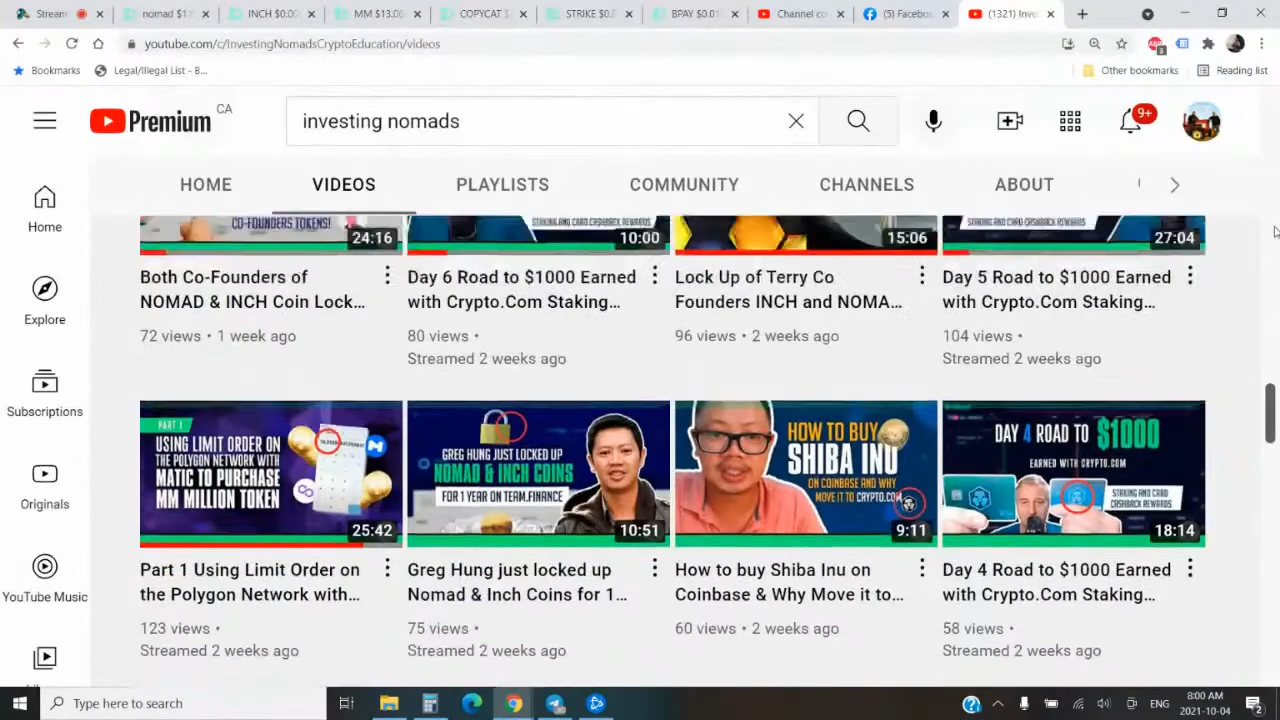 Stream
nomad $1.
INCH $0.00
MM $13.06
COPYCAT $
STRIKE $0.
BPAY $0.01
Channel co
(5) Faceboo
(1321) Inve
youtube.com/c/InvestingNomadsCryptoEducation/videos
Bookmarks
Legal/Illegal List - B...
Other bookmarks
Reading list
Premium CA
investing nomads
9+
HOME
VIDEOS
PLAYLISTS
COMMUNITY
CHANNELS
ABOUT
Home
Explore
Subscriptions
Originals
YouTube Music
CO-FOUNDERS TOKENS!
24:16
STAKING AND CARD CASHBACK REWARDS
10:00
15:06
STAKING AND CARD CASHBACK REWARDS
27:04
Both Co-Founders of
NOMAD & INCH Coin Lock...
72 views • 1 week ago
Day 6 Road to $1000 Earned
with Crypto.Com Staking...
80 views •
Streamed 2 weeks ago
Lock Up of Terry Co
Founders INCH and NOMA...
96 views • 2 weeks ago
Day 5 Road to $1000 Earned
with Crypto.Com Staking...
104 views •
Streamed 2 weeks ago
PART 1
USING LIMIT ORDER ON
THE POLYGON NETWORK WITH
MATIC TO PURCHASE
MM MILLION TOKEN
25:42
GREG HUNG JUST LOCKED UP
NOMAD & INCH COINS
FOR 1 YEAR ON TEAM.FINANCE
10:51
HOW TO BUY
SHIBA INU
ON COINBASE AND WHY
MOVE IT TO CRYPTO.COM
9:11
DAY 4 ROAD TO $1000
EARNED WITH CRYPTO.COM
STAKING AND CARD
CASHBACK REWARDS
18:14
Part 1 Using Limit Order on
the Polygon Network with...
123 views •
Streamed 2 weeks ago
Greg Hung just locked up
Nomad & Inch Coins for 1...
75 views •
Streamed 2 weeks ago
How to buy Shiba Inu on
Coinbase & Why Move it to...
60 views • 2 weeks ago
Day 4 Road to $1000 Earned
with Crypto.Com Staking...
58 views •
Streamed 2 weeks ago
Type here to search
ENG
8:00 AM
2021-10-04
2